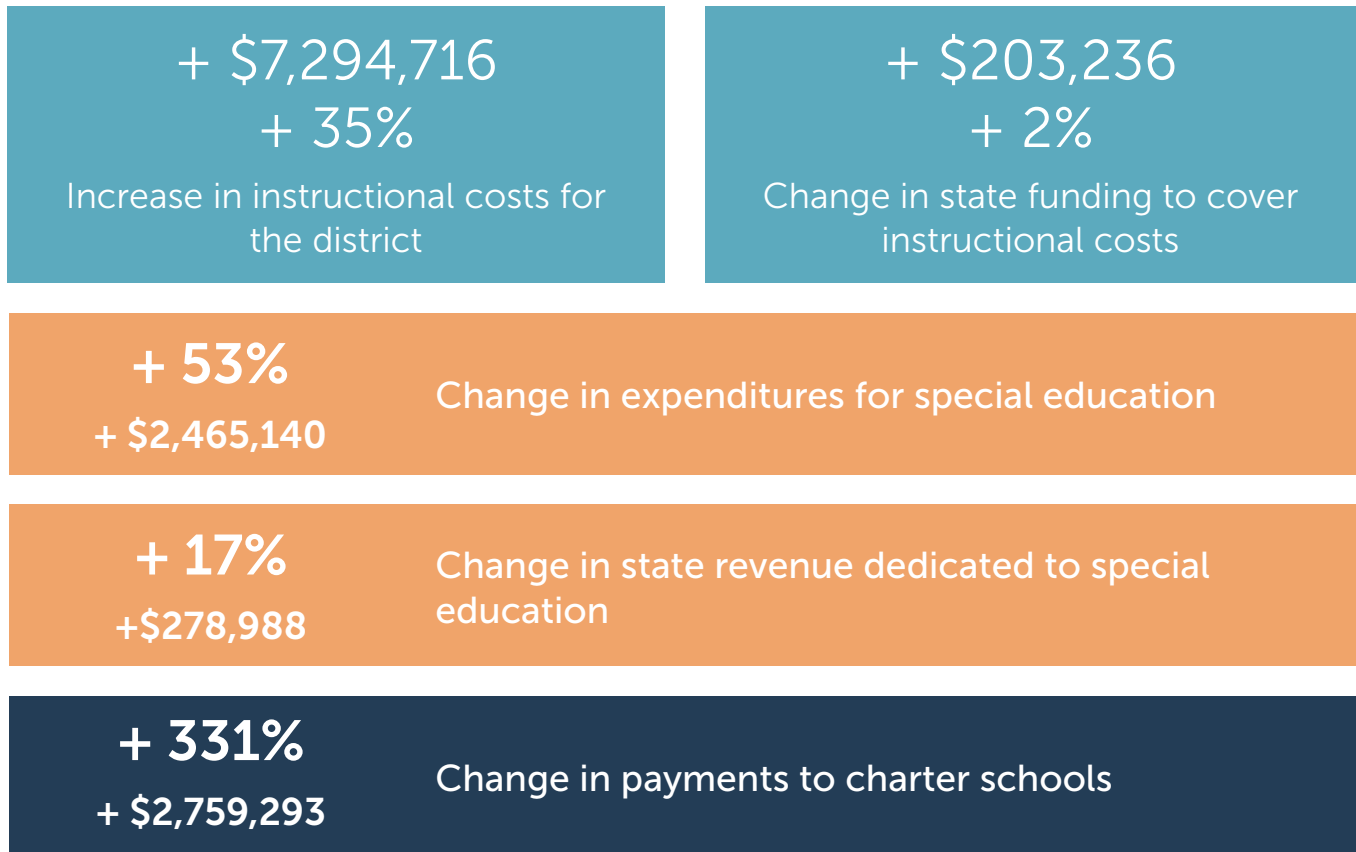 + $7,294,716
+ 35%
Increase in instructional costs for
the district
+ $203,236
+ 2%
Change in state funding to cover
instructional costs
+ 53%
+ $2,465,140
Change in expenditures for special education
+ 17%
+$278,988
Change in state revenue dedicated to special
education
+ 331%
+ $2,759,293
Change in payments to charter schools